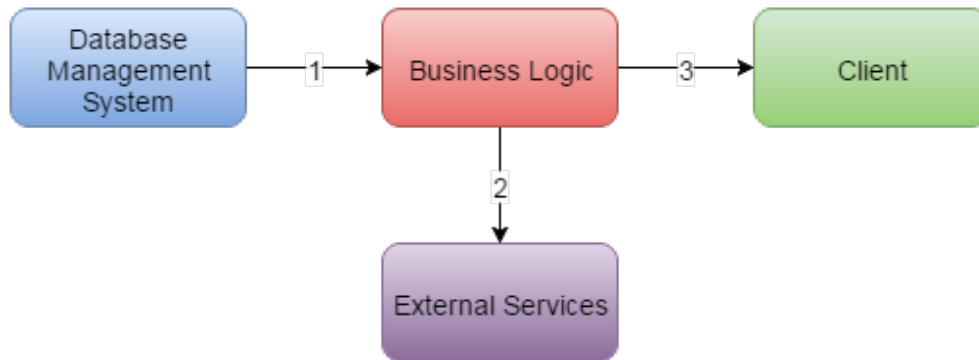 Database
Management
System
1
Business Logic
3
Client
2
External Services